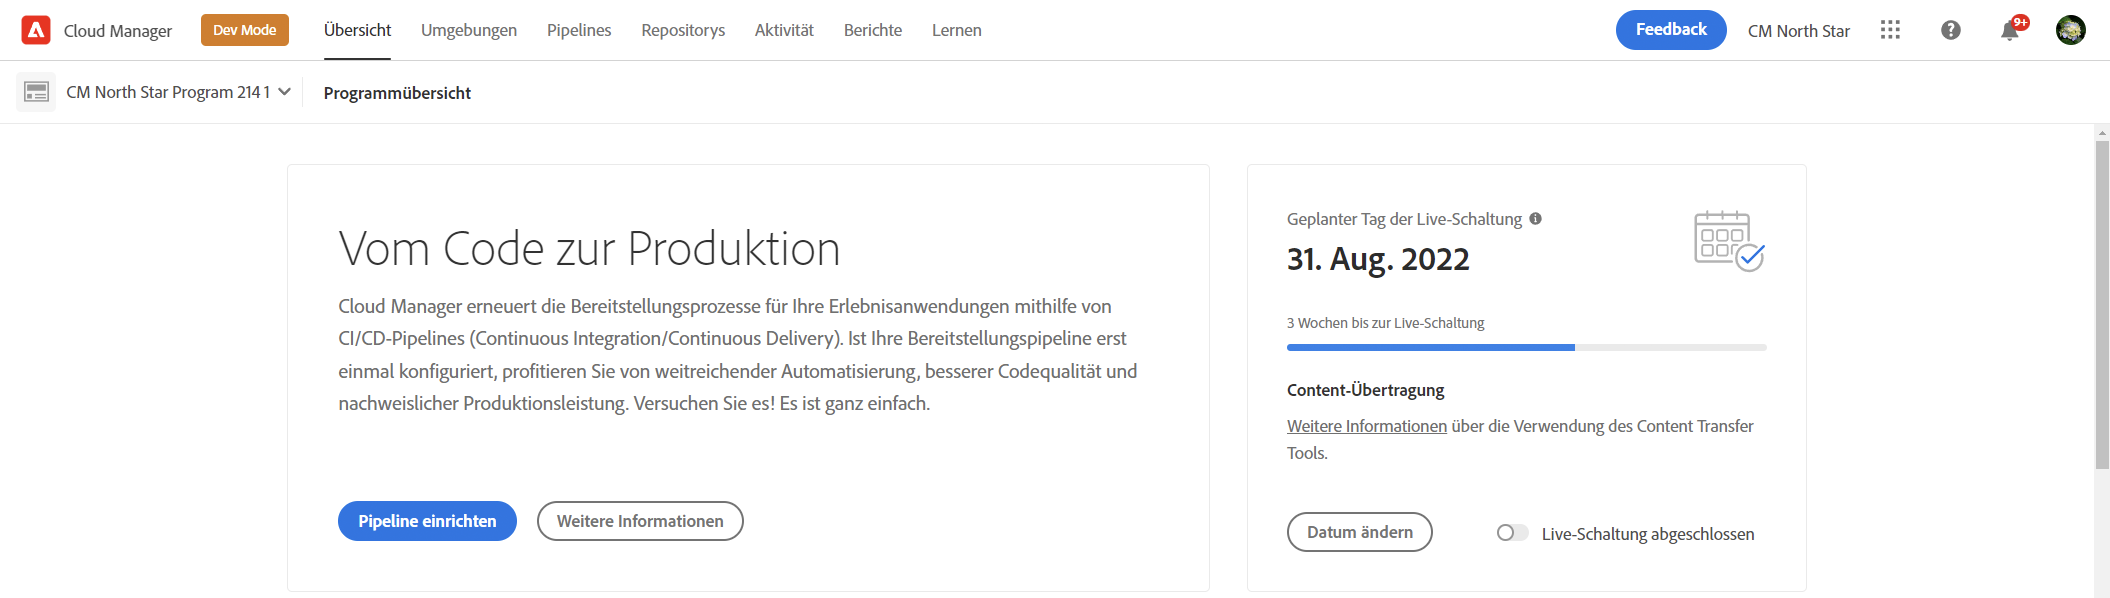 Cloud Manager Dev Mode Übersicht Umgebungen Pipelines Repositorys Aktivität Berichte Lernen Feedback CM North Star 9+
CM North Star Program 2141 Programmübersicht
Vom Code zur Produktion
Cloud Manager erneuert die Bereitstellungsprozesse für Ihre Erlebnisanwendungen mithilfe von
CI/CD-Pipelines (Continuous Integration/Continuous Delivery). Ist Ihre Bereitstellungspipeline erst
einmal konfiguriert, profitieren Sie von weitreichender Automatisierung, besserer Codequalität und
nachweislicher Produktionsleistung. Versuchen Sie es! Es ist ganz einfach.
Pipeline einrichten Weitere Informationen
Geplanter Tag der Live-Schaltung
31. Aug. 2022
3 Wochen bis zur Live-Schaltung
Content-Übertragung
Weitere Informationen über die Verwendung des Content Transfer
Tools.
Datum ändern Live-Schaltung abgeschlossen